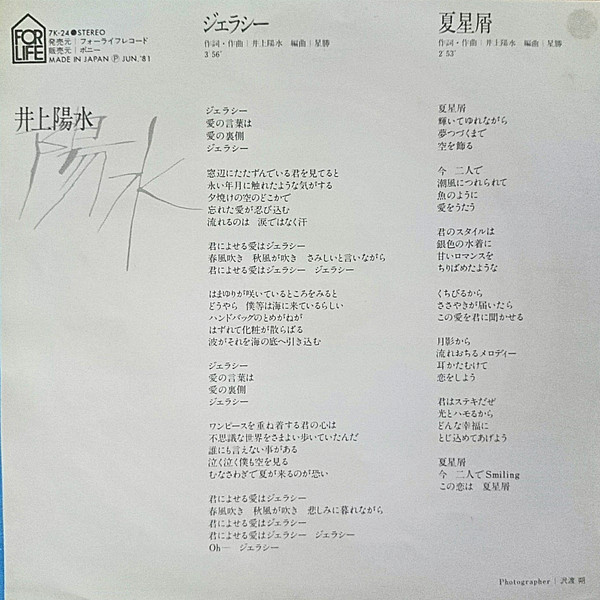 FOR
LIFE
7K-24●STEREO
発売元｜フォーライフレコード
販売元｜ポニー
MADE IN JAPAN Ⓟ JUN,'81
井上陽水
陽水
ジェラシー
作詞・作曲｜井上陽水　編曲｜星勝
3'56"
ジェラシー
愛の言葉は
愛の裏側
ジェラシー
窓辺にたたずんでいる君を見てると
永い年月に触れたような気がする
夕焼けの空のどこかで
忘れた愛が忍び込む
流れるのは　涙ではなく汗
君によせる愛はジェラシー
春風吹き　秋風が吹き　さみしいと言いながら
君によせる愛はジェラシー　ジェラシー
はまゆりが咲いているところをみると
どうやら　僕等は海に来ているらしい
ハンドバッグのとめがねが
はずれて化粧が散らばる
波がそれを海の底へ引き込む
ジェラシー
愛の言葉は
愛の裏側
ジェラシー
ワンピースを重ね着する君の心は
不思議な世界をさまよい歩いていたんだ
誰にも言えない事がある
泣く泣く僕も空を見る
むなさわぎで夏が来るのが恐い
君によせる愛はジェラシー
春風吹き　秋風が吹き　悲しみに暮れながら
君によせる愛はジェラシー
君によせる愛はジェラシー　ジェラシー
Oh―　ジェラシー
夏星屑
作詞・作曲｜井上陽水　編曲｜星勝
2'53"
夏星屑
輝いてゆれながら
夢つづくまで
空を飾る
今　二人で
潮風につれられて
魚のように
愛をうたう
君のスタイルは
銀色の水着に
甘いロマンスを
ちりばめたような
くちびるから
ささやきが届いたら
この愛を君に聞かせる
月影から
流れおちるメロディー
耳かたむけて
恋をしよう
君はステキだぜ
光とハモるから
どんな幸福に
とじ込めてあげよう
夏星屑
今　二人でSmiling
この恋は　夏星屑
Photographer｜沢渡 朔